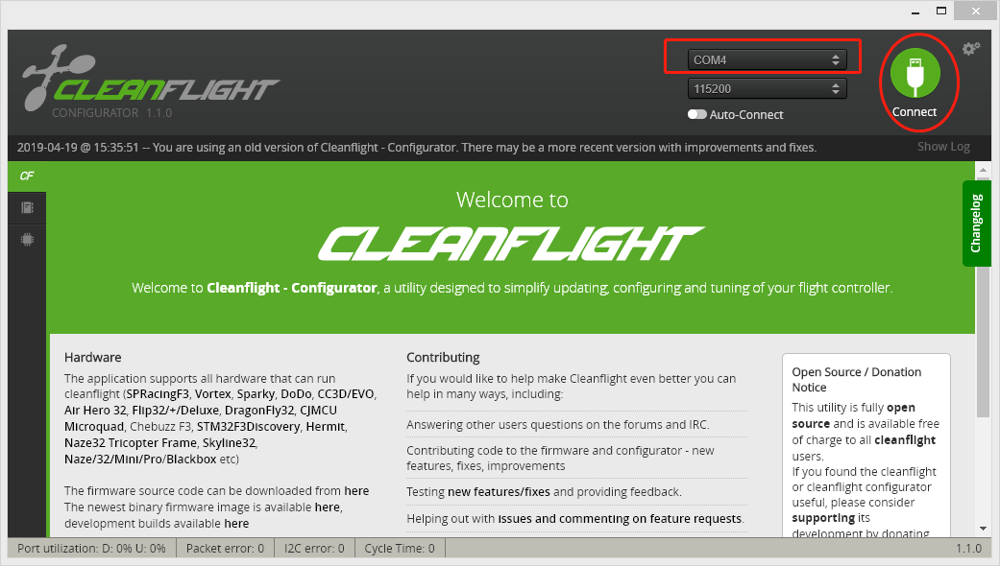 CLEANFLIGHT
CONFIGURATOR 1.1.0
COM4
115200
Auto-Connect
Connect
2019-04-19 @ 15:35:51 -- You are using an old version of Cleanflight - Configurator. There may be a more recent version with improvements and fixes.
Show Log
CF
Changelog
Welcome to
CLEANFLIGHT
Welcome to Cleanflight - Configurator, a utility designed to simplify updating, configuring and tuning of your flight controller.
Hardware
The application supports all hardware that can run
cleanflight (SPRacingF3, Vortex, Sparky, DoDo, CC3D/EVO,
Air Hero 32, Flip32/+/Deluxe, DragonFly32, CJMCU
Microquad, Chebuzz F3, STM32F3Discovery, Hermit,
Naze32 Tricopter Frame, Skyline32,
Naze/32/Mini/Pro/Blackbox etc)
The firmware source code can be downloaded from here
The newest binary firmware image is available here,
development builds available here
Contributing
If you would like to help make Cleanflight even better you can
help in many ways, including:
Answering other users questions on the forums and IRC.
Contributing code to the firmware and configurator - new
features, fixes, improvements
Testing new features/fixes and providing feedback.
Helping out with issues and commenting on feature requests.
Open Source / Donation
Notice
This utility is fully open
source and is available free
of charge to all cleanflight
users.
If you found the cleanflight
or cleanflight configurator
useful, please consider
supporting its
development by donating
Port utilization: D: 0% U: 0%
Packet error: 0
I2C error: 0
Cycle Time: 0
1.1.0